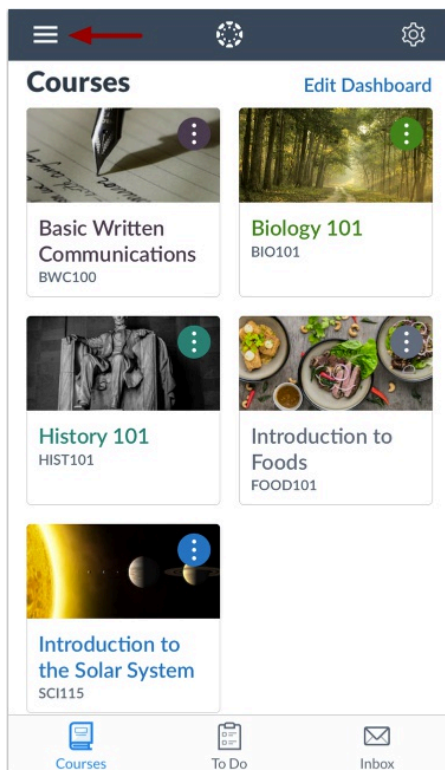 Courses
Edit Dashboard
Basic Written
Communications
BWC100
Biology 101
BIO101
History 101
HIST101
Introduction to
Foods
FOOD101
Introduction to
the Solar System
SCI115
Courses
To Do
Inbox